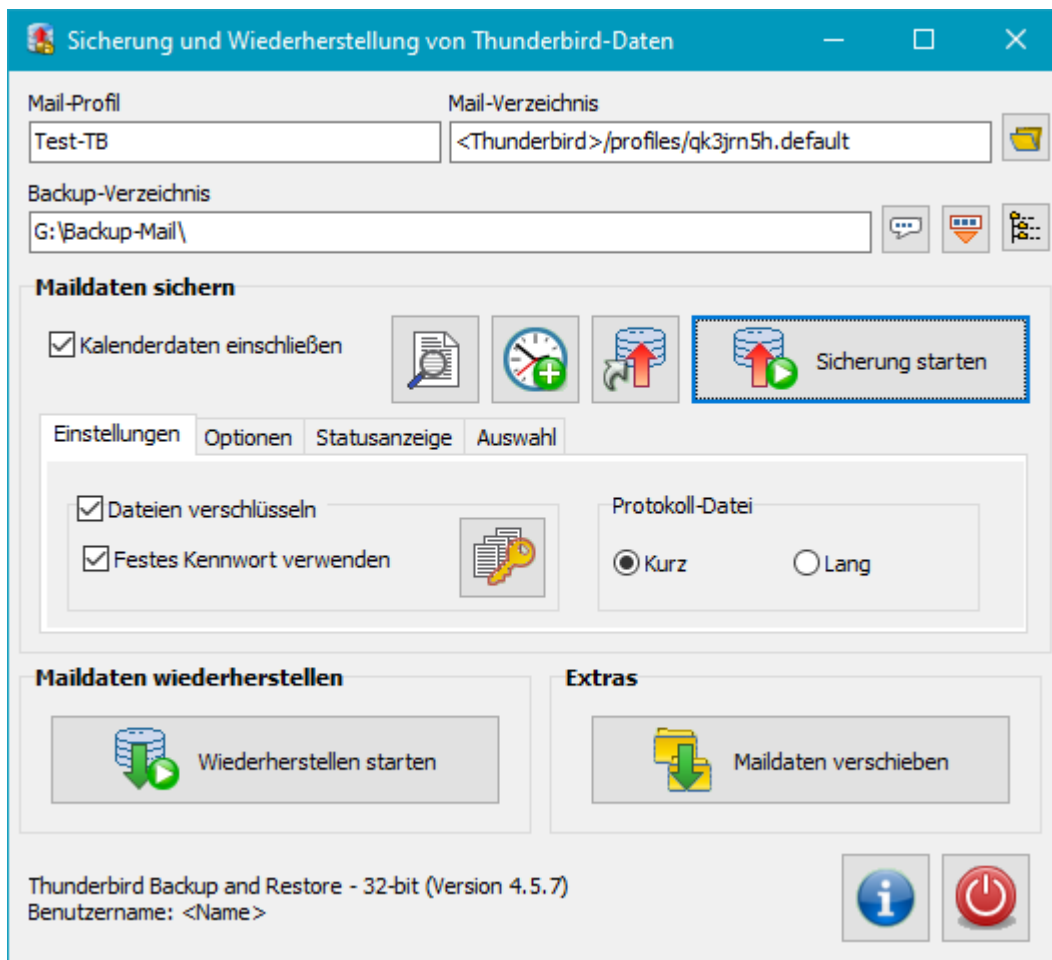 Sicherung und Wiederherstellung von Thunderbird-Daten
Mail-Profil
Mail-Verzeichnis
Test-TB
<Thunderbird>/profiles/qk3jrn5h.default
Backup-Verzeichnis
G:\Backup-Mail\
Maildaten sichern
Kalenderdaten einschließen
Sicherung starten
Einstellungen
Optionen
Statusanzeige
Auswahl
Dateien verschlüsseln
Festes Kennwort verwenden
Protokoll-Datei
Kurz
Lang
Maildaten wiederherstellen
Wiederherstellen starten
Extras
Maildaten verschieben
Thunderbird Backup and Restore - 32-bit (Version 4.5.7)
Benutzername: <Name>